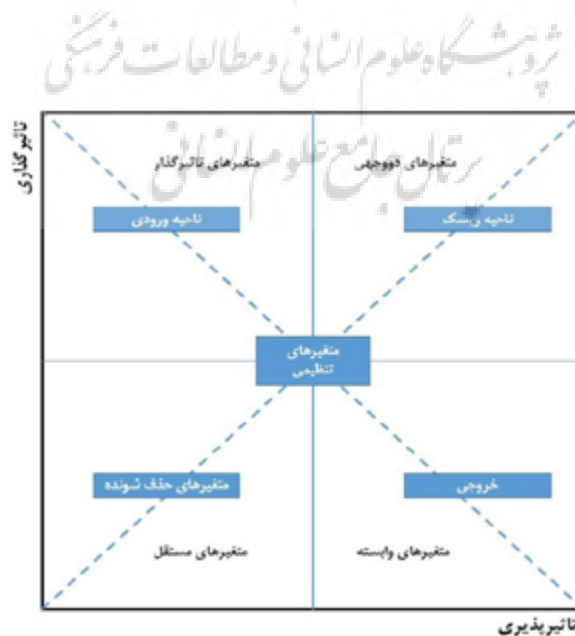 پژوهشگاه علوم انسانی و مطالعات فرهنگی
پرتال جامع علوم انسانی
تاثیرگذاری
متغیرهای دووجهی
متغیرهای تاثیرگذار
ناحیه ریسک
ناحیه ورودی
متغیرهای
تنظیمی
خروجی
متغیرهای حذف شونده
متغیرهای وابسته
متغیرهای مستقل
تاثیرپذیری